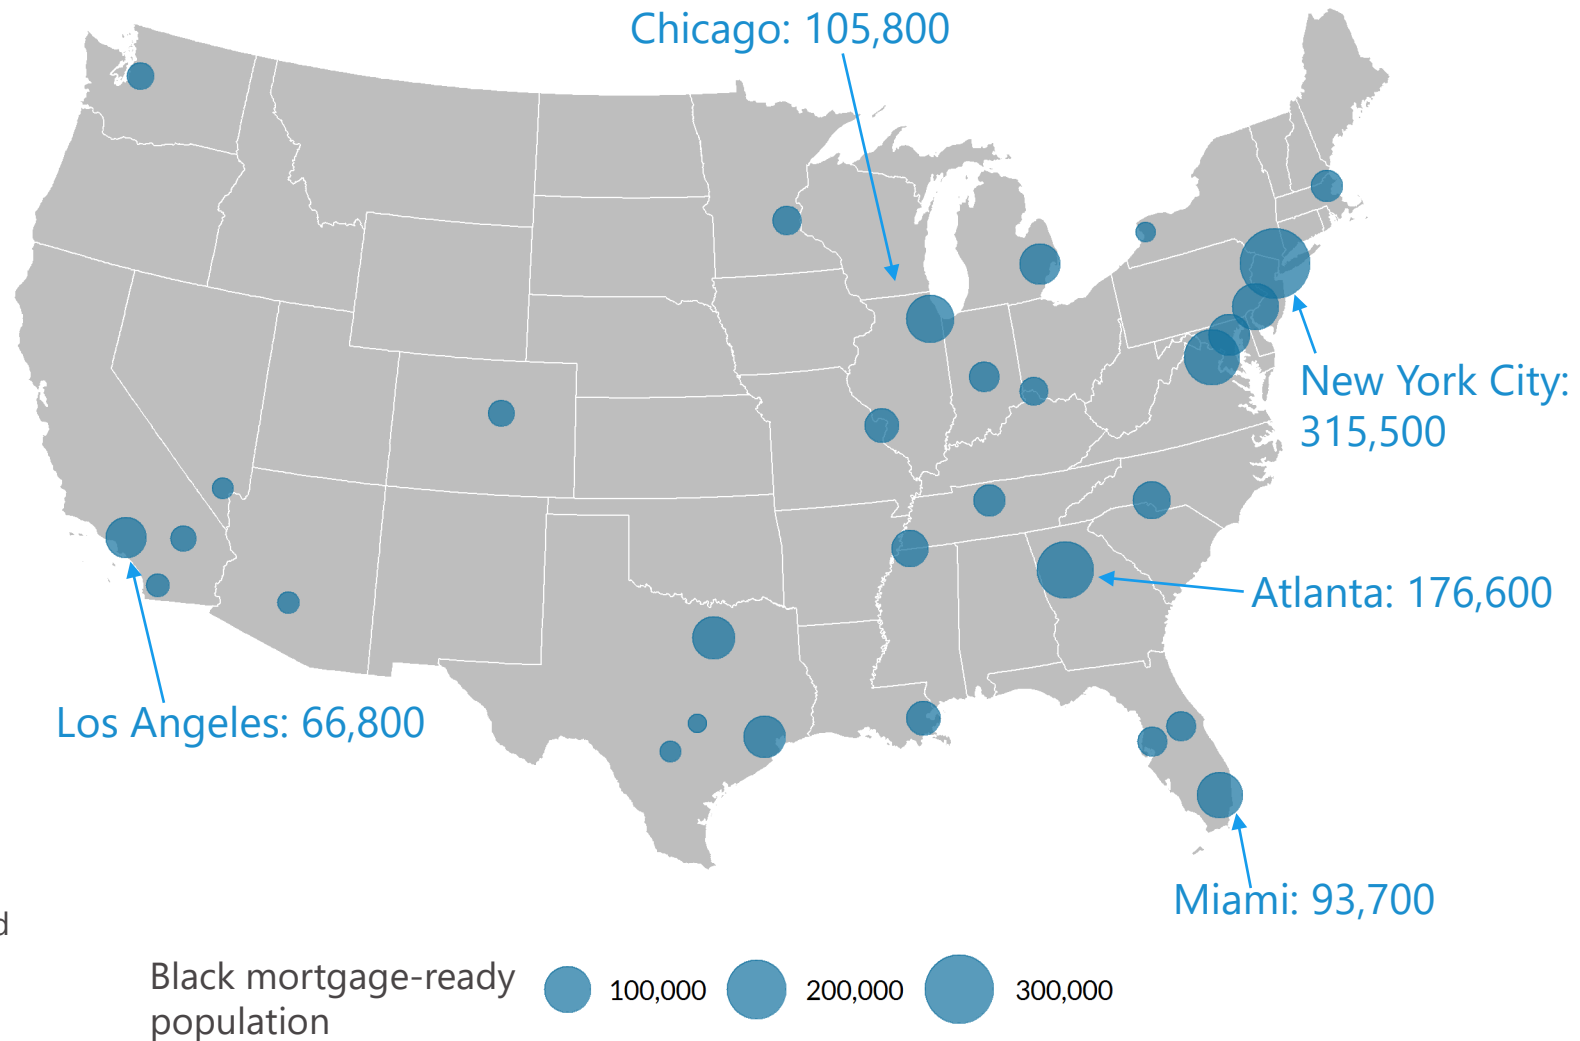 Chicago: 105,800
New York City:
315,500
Atlanta: 176,600
Los Angeles: 66,800
Miami: 93,700
Black mortgage-ready
population
100,000
200,000
300,000